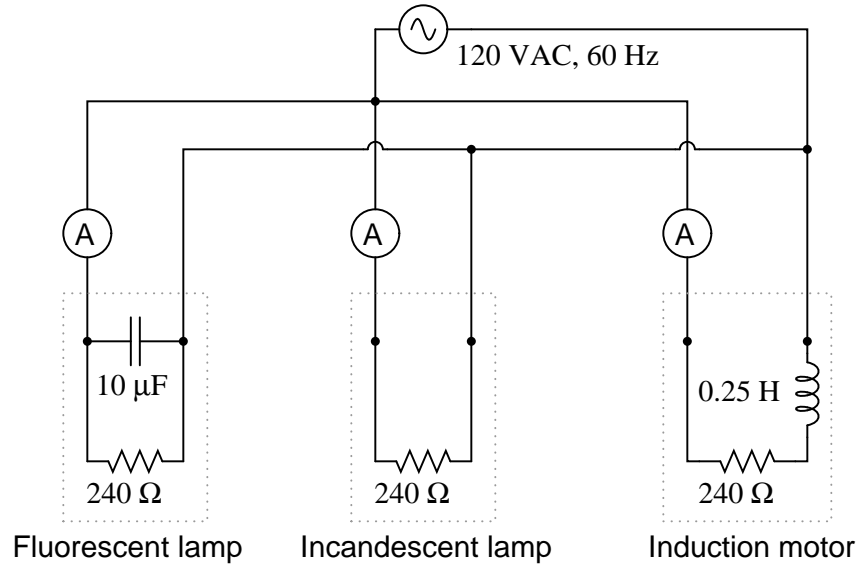 120 VAC, 60 Hz
A
A
A
10 μF
0.25 H
240 Ω
240 Ω
240 Ω
Fluorescent lamp
Incandescent lamp
Induction motor